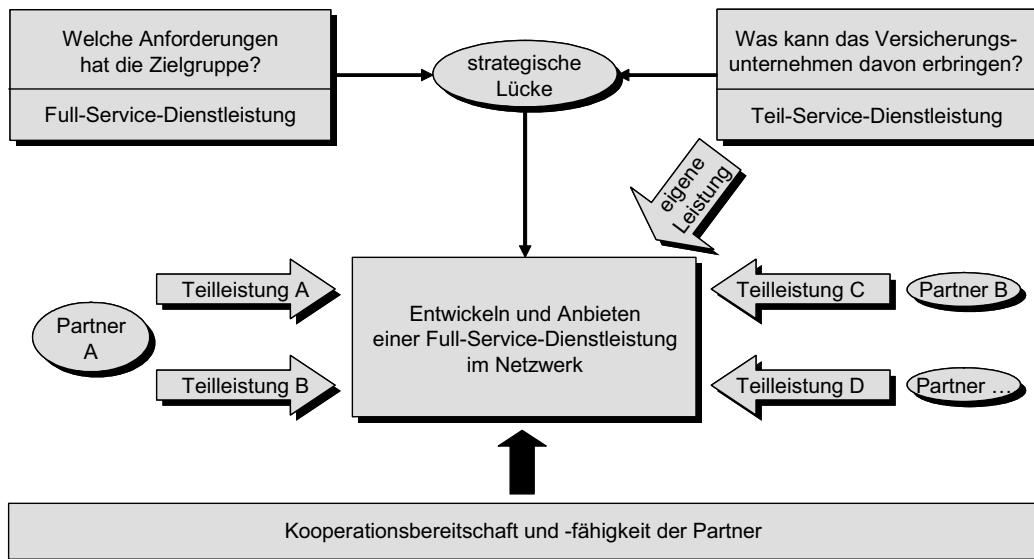 Welche Anforderungen
hat die Zielgruppe?
Full-Service-Dienstleistung
strategische
Lücke
Was kann das Versicherungs-
unternehmen davon erbringen?
Teil-Service-Dienstleistung
eigene
Leistung
Partner
A
Teilleistung A
Teilleistung B
Entwickeln und Anbieten
einer Full-Service-Dienstleistung
im Netzwerk
Teilleistung C
Partner B
Teilleistung D
Partner …
Kooperationsbereitschaft und -fähigkeit der Partner